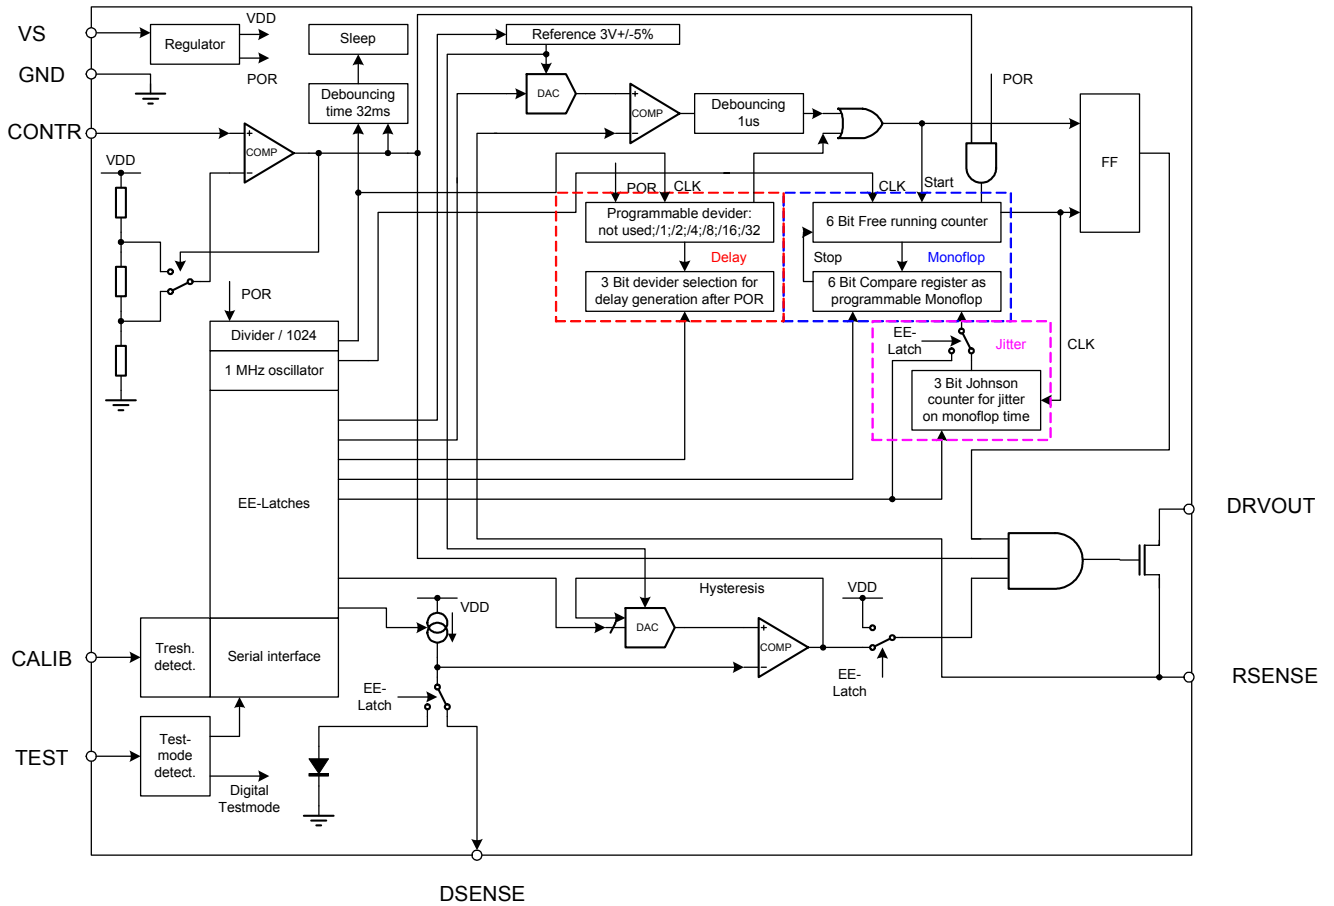 VS
GND
CONTR
CALIB
TEST
Regulator
VDD
POR
Sleep
Debouncing
time 32ms
Reference 3V+/-5%
DAC
+
COMP
−
Debouncing
1us
POR
FF
+
COMP
−
VDD
POR
CLK
CLK
Start
Programmable devider:
not used;/1;/2;/4;/8;/16;/32
Delay
3 Bit devider selection for
delay generation after POR
6 Bit Free running counter
Stop
Monoflop
6 Bit Compare register as
programmable Monoflop
EE-
Latch
Jitter
CLK
3 Bit Johnson
counter for jitter
on monoflop time
POR
Divider / 1024
1 MHz oscillator
EE-Latches
Serial interface
Tresh.
detect.
Test-
mode
detect.
Digital
Testmode
VDD
EE-
Latch
Hysteresis
DAC
+
COMP
−
VDD
EE-
Latch
DRVOUT
RSENSE
DSENSE